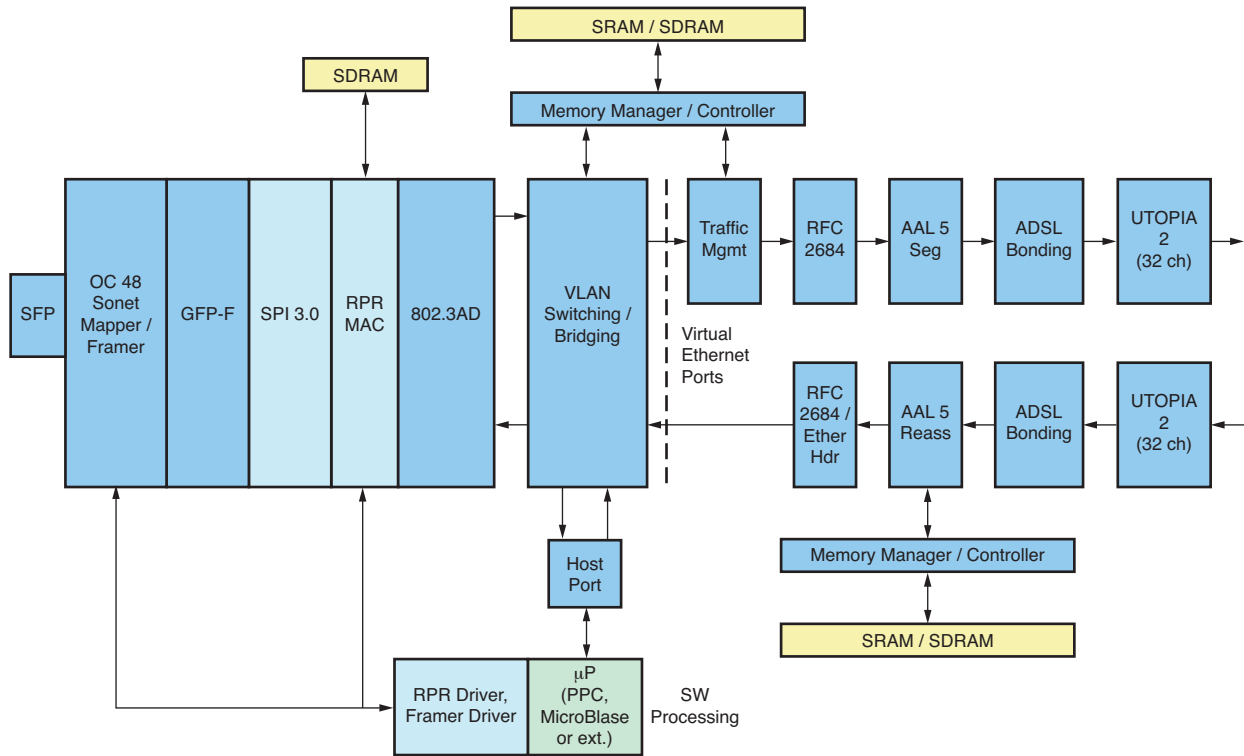 SRAM / SDRAM
SDRAM
Memory Manager / Controller
SFP
OC 48
Sonet
Mapper /
Framer
GFP-F
SPI 3.0
RPR
MAC
802.3AD
VLAN
Switching /
Bridging
Virtual
Ethernet
Ports
Traffic
Mgmt
RFC
2684
AAL 5
Seg
ADSL
Bonding
UTOPIA
2
(32 ch)
RFC
2684 /
Ether
Hdr
AAL 5
Reass
ADSL
Bonding
UTOPIA
2
(32 ch)
Host
Port
Memory Manager / Controller
SRAM / SDRAM
RPR Driver,
Framer Driver
μP
(PPC,
MicroBlase
or ext.)
SW
Processing